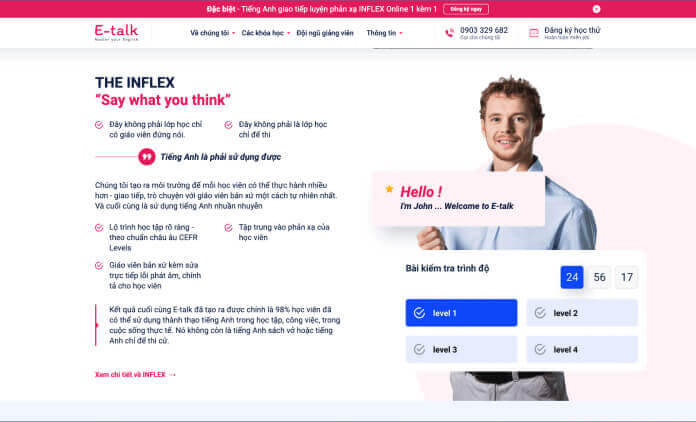 Đặc biệt - Tiếng Anh giao tiếp luyện phản xạ INFLEX Online 1 kèm 1
Đăng ký ngay
E-talk
Master your English
Về chúng tôi
Các khóa học
Đội ngũ giảng viên
Thông tin
0903 329 682
Gọi cho chúng tôi
Đăng ký học thử
Hoàn toàn miễn phí
THE INFLEX
“Say what you think”
Đây không phải lớp học chỉ
có giáo viên đứng nói.
Đây không phải là lớp học
chỉ để thi
Tiếng Anh là phải sử dụng được
Chúng tôi tạo ra môi trường để mỗi học viên có thể thực hành nhiều
hơn - giao tiếp, trò chuyện với giáo viên bản xứ một cách tự nhiên nhất.
Và cuối cùng là sử dụng tiếng Anh nhuần nhuyễn
Lộ trình học tập rõ ràng -
theo chuẩn châu âu CEFR
Levels
Tập trung vào phản xạ của
học viên
Giáo viên bản xứ kèm sửa
trực tiếp lỗi phát âm, chỉnh
tả cho học viên
Kết quả cuối cùng E-talk đã tạo ra được chính là 98% học viên đã
có thể sử dụng thành thạo tiếng Anh trong học tập, công việc, trong
cuộc sống thực tế. Nó không còn là tiếng Anh sách vở hoặc tiếng
Anh chỉ để thi cử.
Xem chi tiết về INFLEX
Hello !
I'm John ... Welcome to E-talk
Bài kiểm tra trình độ
24
56
17
level 1
level 2
level 3
level 4